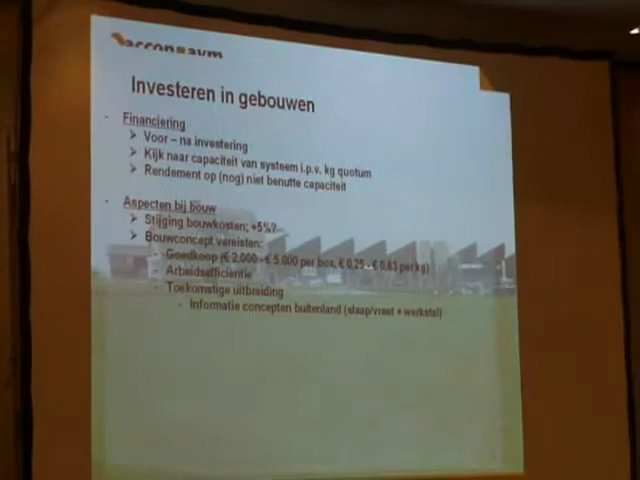 accon■avm
Investeren in gebouwen
- Financiering
➢ Voor – na investering
➢ Kijk naar capaciteit van systeem i.p.v. kg quotum
➢ Rendement op (nog) niet benutte capaciteit
- Aspecten bij bouw
➢ Stijging bouwkosten; +5%?
➢ Bouwconcept vereisten:
- Goedkoop (€ 2.000 - € 5.000 per box, € 0,25 - € 0,63 per kg)
- Arbeidsefficientie
- Toekomstige uitbreiding
- Informatie concepten buitenland (slaap/vreet + werkstal)